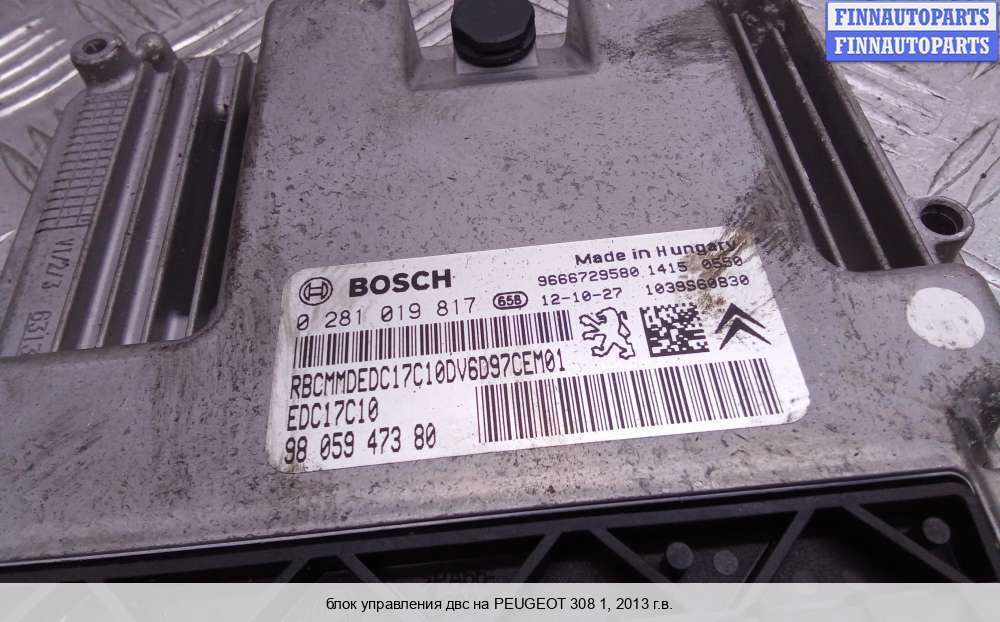 FINNAUTOPARTS
FINNAUTOPARTS
Made in Hungary
BOSCH
9666729580 1415 0550
0 281 019 817 658 12-10-27 1039S60830
RBCMMDEDC17C10DV6D97CEM01
EDC17C10
98 059 473 80
блок управления двс на PEUGEOT 308 1, 2013 г.в.